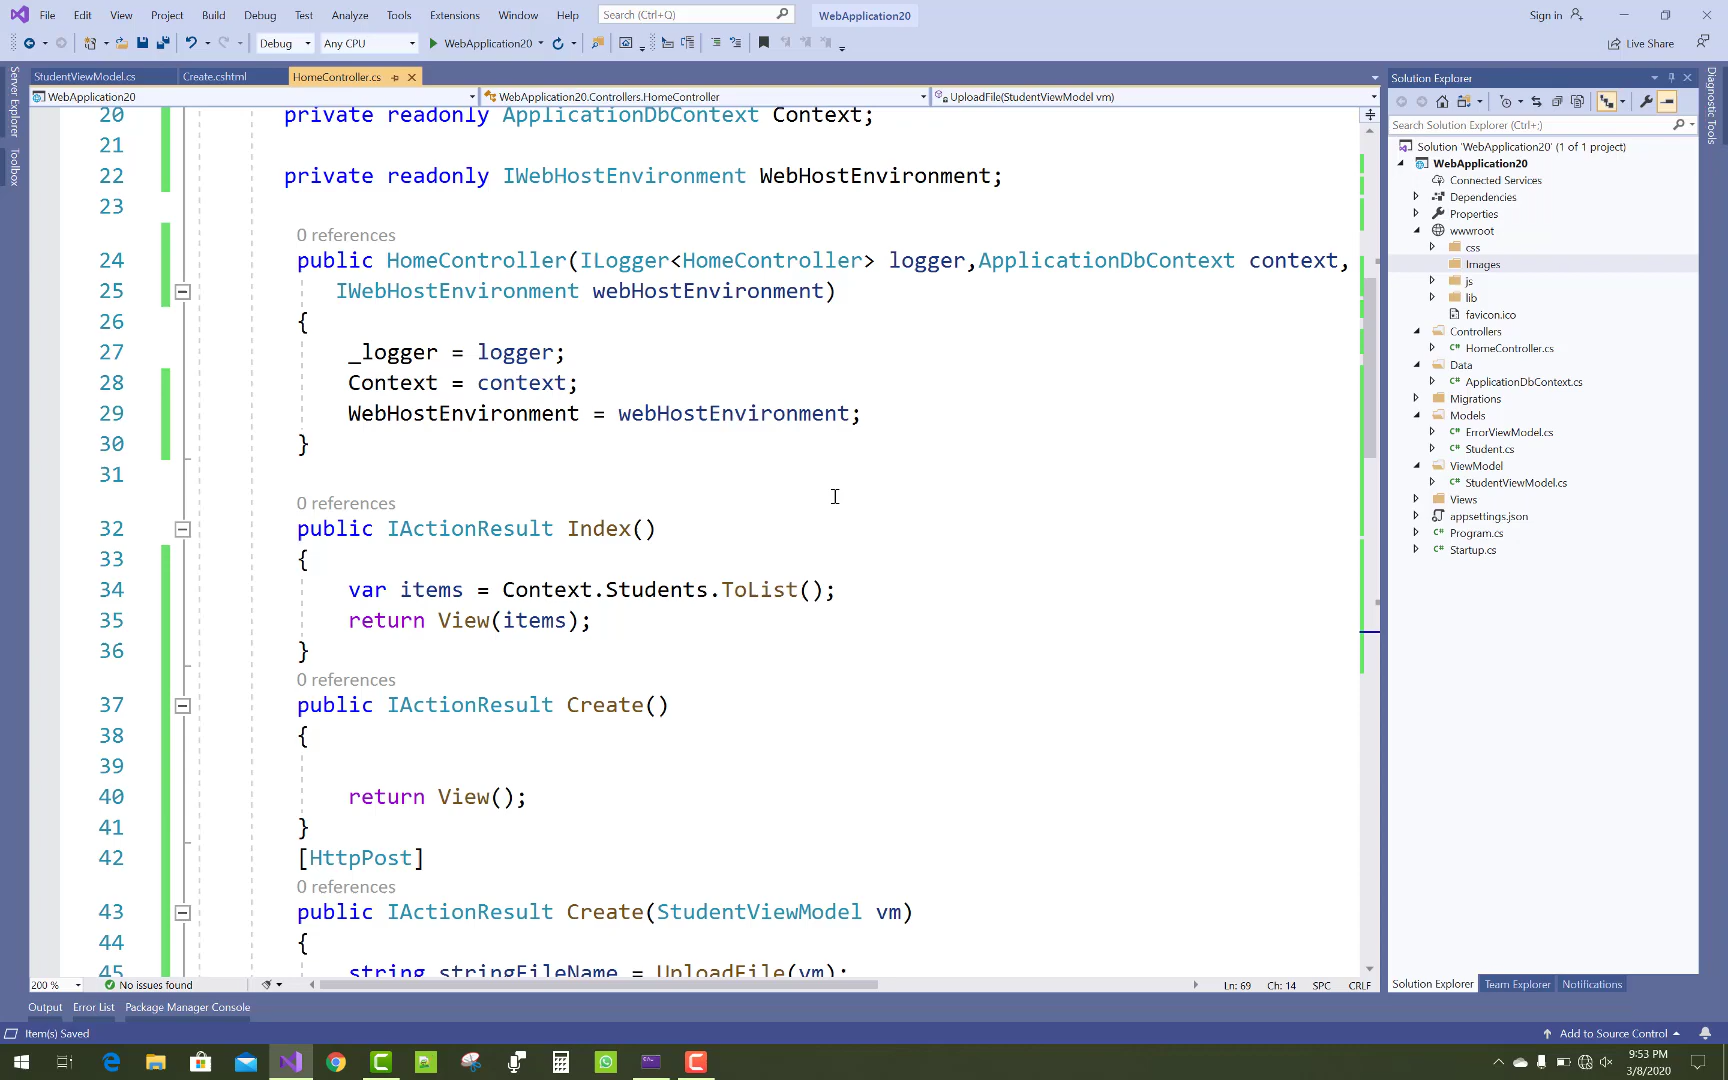 File Edit View Project Build Debug Test Analyze Tools Extensions Window Help Search (Ctrl+Q) WebApplication20 Sign in
Debug Any CPU WebApplication20 Live Share
StudentViewModel.cs Create.cshtml HomeController.cs
WebApplication20 WebApplication20.Controllers.HomeController UploadFile(StudentViewModel vm)
20 private readonly ApplicationDbContext Context;
21
22 private readonly IWebHostEnvironment WebHostEnvironment;
23
0 references
24 public HomeController(ILogger<HomeController> logger,ApplicationDbContext context,
25 IWebHostEnvironment webHostEnvironment)
26 {
27 _logger = logger;
28 Context = context;
29 WebHostEnvironment = webHostEnvironment;
30 }
31
0 references
32 public IActionResult Index()
33 {
34 var items = Context.Students.ToList();
35 return View(items);
36 }
0 references
37 public IActionResult Create()
38 {
39
40 return View();
41 }
42 [HttpPost]
0 references
43 public IActionResult Create(StudentViewModel vm)
44 {
45 string stringFileName = UploadFile(vm);
200 % No issues found Ln: 69 Ch: 14 SPC CRLF
Server Explorer
Toolbox
Solution Explorer
Search Solution Explorer (Ctrl+;)
Solution 'WebApplication20' (1 of 1 project)
WebApplication20
Connected Services
Dependencies
Properties
wwwroot
css
Images
js
lib
favicon.ico
Controllers
HomeController.cs
Data
ApplicationDbContext.cs
Migrations
Models
ErrorViewModel.cs
Student.cs
ViewModel
StudentViewModel.cs
Views
appsettings.json
Program.cs
Startup.cs
Solution Explorer Team Explorer Notifications
Diagnostic Tools
Output Error List Package Manager Console
Item(s) Saved Add to Source Control
9:53 PM
3/8/2020